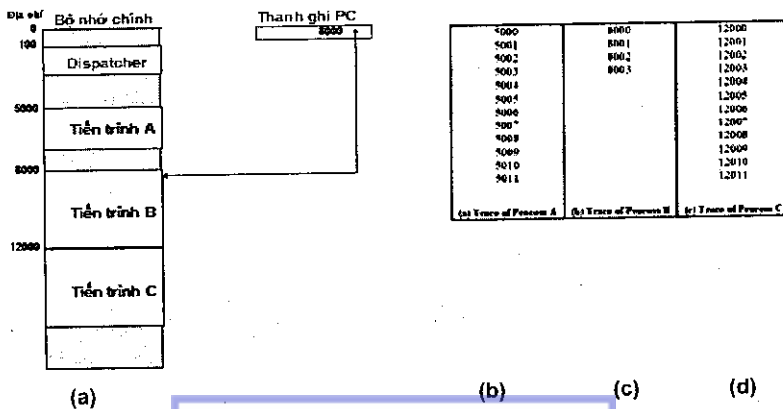 Địa chỉ
Bộ nhớ chính
0
100
Dispatcher
5000
Tiến trình A
8000
Tiến trình B
12000
Tiến trình C
(a)
Thanh ghi PC
8000
5000
5001
5002
5003
5004
5005
5006
5007
5008
5009
5010
5011
(a) Trace of Process A
8000
8001
8002
8003
(b) Trace of Process B
12000
12001
12002
12003
12004
12005
12006
12007
12008
12009
12010
12011
(c) Trace of Process C
(b)
(c)
(d)